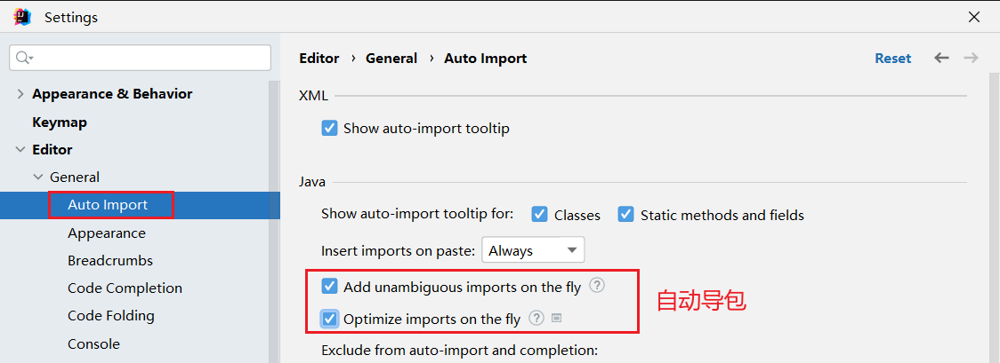 Settings
Appearance & Behavior
Keymap
Editor
General
Auto Import
Appearance
Breadcrumbs
Code Completion
Code Folding
Console
Editor › General › Auto Import
Reset
XML
Show auto-import tooltip
Java
Show auto-import tooltip for: Classes Static methods and fields
Insert imports on paste: Always
Add unambiguous imports on the fly ?
Optimize imports on the fly ?
自动导包
Exclude from auto-import and completion: